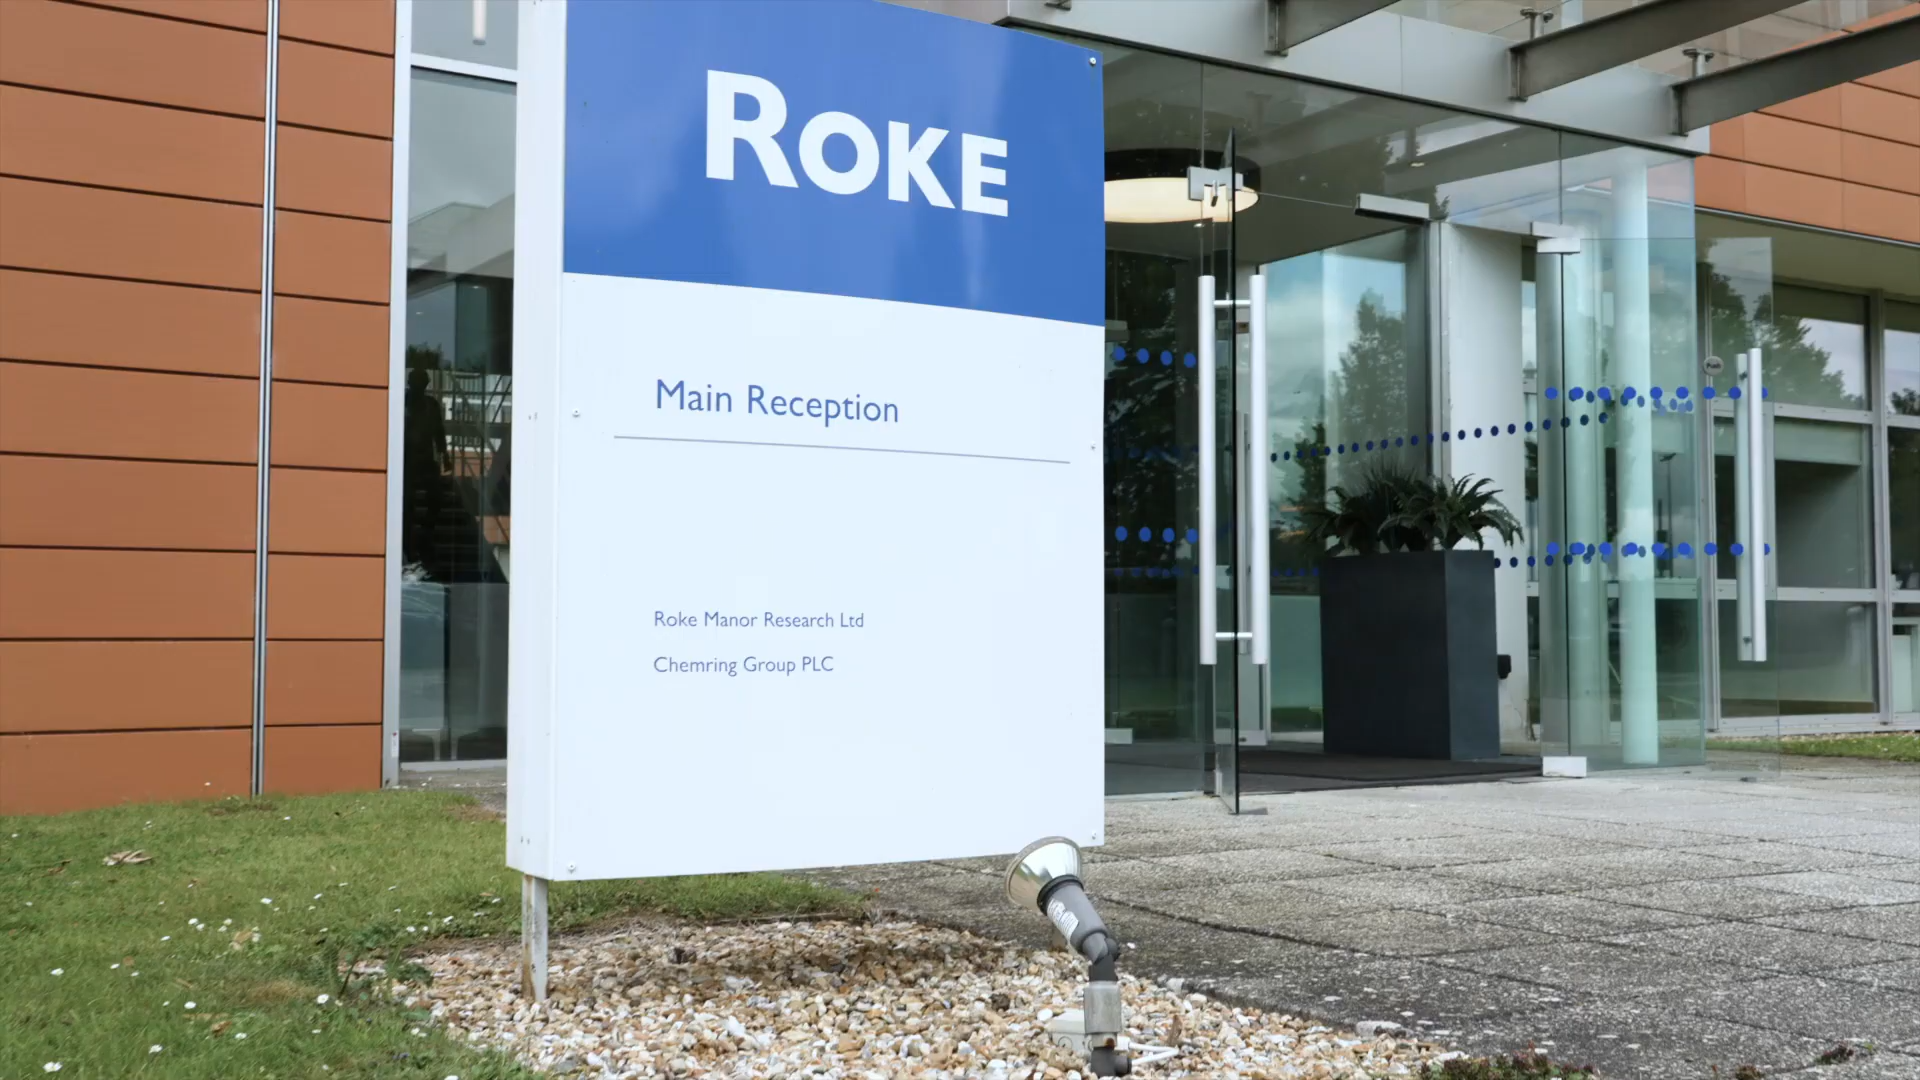 ROKE
Main Reception
Roke Manor Research Ltd
Chemring Group PLC